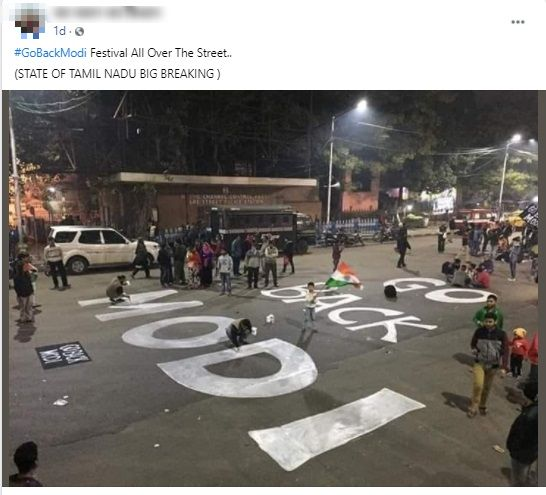 1d ·
#GoBackModi Festival All Over The Street..
(STATE OF TAMIL NADU BIG BREAKING )
GO
BACK
MODI
GO BACK
MODI